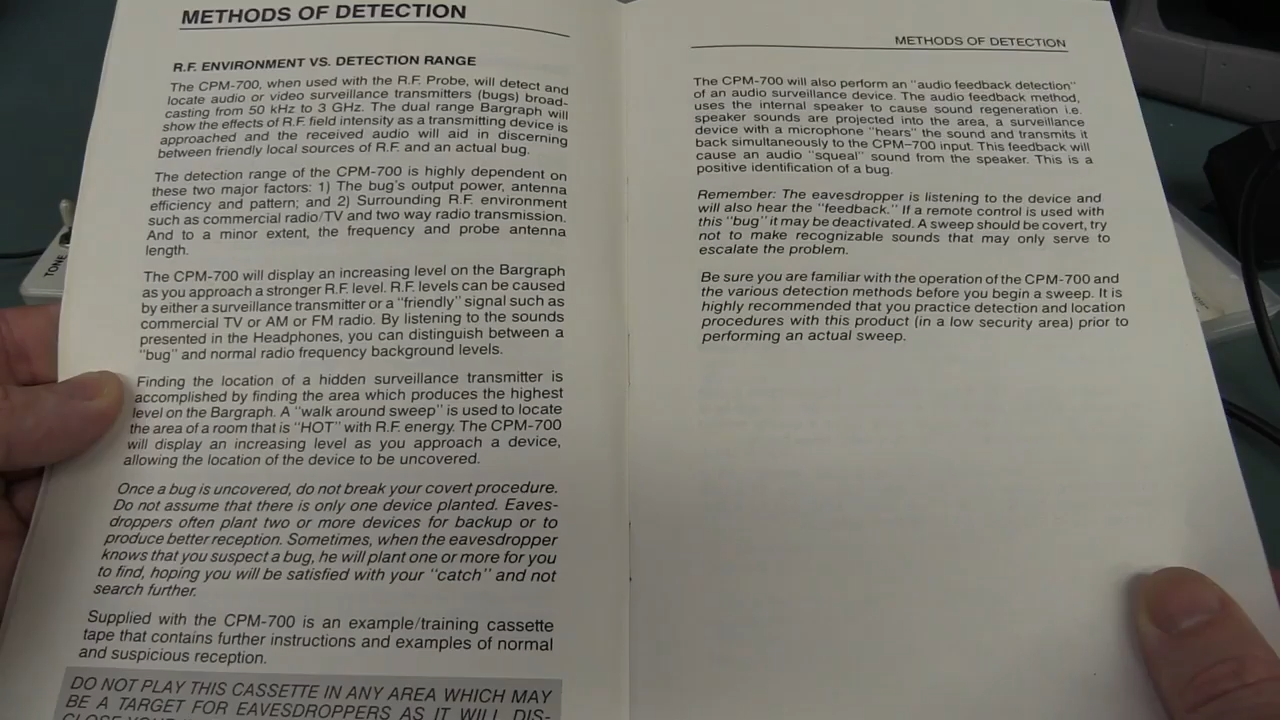 METHODS OF DETECTION
R.F. ENVIRONMENT VS. DETECTION RANGE
The CPM-700, when used with the R.F. Probe, will detect and
locate audio or video surveillance transmitters (bugs) broad-
casting from 50 kHz to 3 GHz. The dual range Bargraph will
show the effects of R.F. field intensity as a transmitting device is
approached and the received audio will aid in discerning
between friendly local sources of R.F. and an actual bug.
The detection range of the CPM-700 is highly dependent on
these two major factors: 1) The bug's output power, antenna
efficiency and pattern; and 2) Surrounding R.F. environment
such as commercial radio/TV and two way radio transmission.
And to a minor extent, the frequency and probe antenna
length.
The CPM-700 will display an increasing level on the Bargraph
as you approach a stronger R.F. level. R.F. levels can be caused
by either a surveillance transmitter or a "friendly" signal such as
commercial TV or AM or FM radio. By listening to the sounds
presented in the Headphones, you can distinguish between a
"bug" and normal radio frequency background levels.
Finding the location of a hidden surveillance transmitter is
accomplished by finding the area which produces the highest
level on the Bargraph. A "walk around sweep" is used to locate
the area of a room that is "HOT" with R.F. energy. The CPM-700
will display an increasing level as you approach a device,
allowing the location of the device to be uncovered.
Once a bug is uncovered, do not break your covert procedure.
Do not assume that there is only one device planted. Eaves-
droppers often plant two or more devices for backup or to
produce better reception. Sometimes, when the eavesdropper
knows that you suspect a bug, he will plant one or more for you
to find, hoping you will be satisfied with your "catch" and not
search further.
Supplied with the CPM-700 is an example/training cassette
tape that contains further instructions and examples of normal
and suspicious reception.
DO NOT PLAY THIS CASSETTE IN ANY AREA WHICH MAY
BE A TARGET FOR EAVESDROPPERS AS IT WILL DIS-
METHODS OF DETECTION
The CPM-700 will also perform an "audio feedback detection"
of an audio surveillance device. The audio feedback method,
uses the internal speaker to cause sound regeneration i.e.
speaker sounds are projected into the area, a surveillance
device with a microphone "hears" the sound and transmits it
back simultaneously to the CPM-700 input. This feedback will
cause an audio "squeal" sound from the speaker. This is a
positive identification of a bug.
Remember: The eavesdropper is listening to the device and
will also hear the "feedback." If a remote control is used with
this "bug" it may be deactivated. A sweep should be covert, try
not to make recognizable sounds that may only serve to
escalate the problem.
Be sure you are familiar with the operation of the CPM-700 and
the various detection methods before you begin a sweep. It is
highly recommended that you practice detection and location
procedures with this product (in a low security area) prior to
performing an actual sweep.
TONE